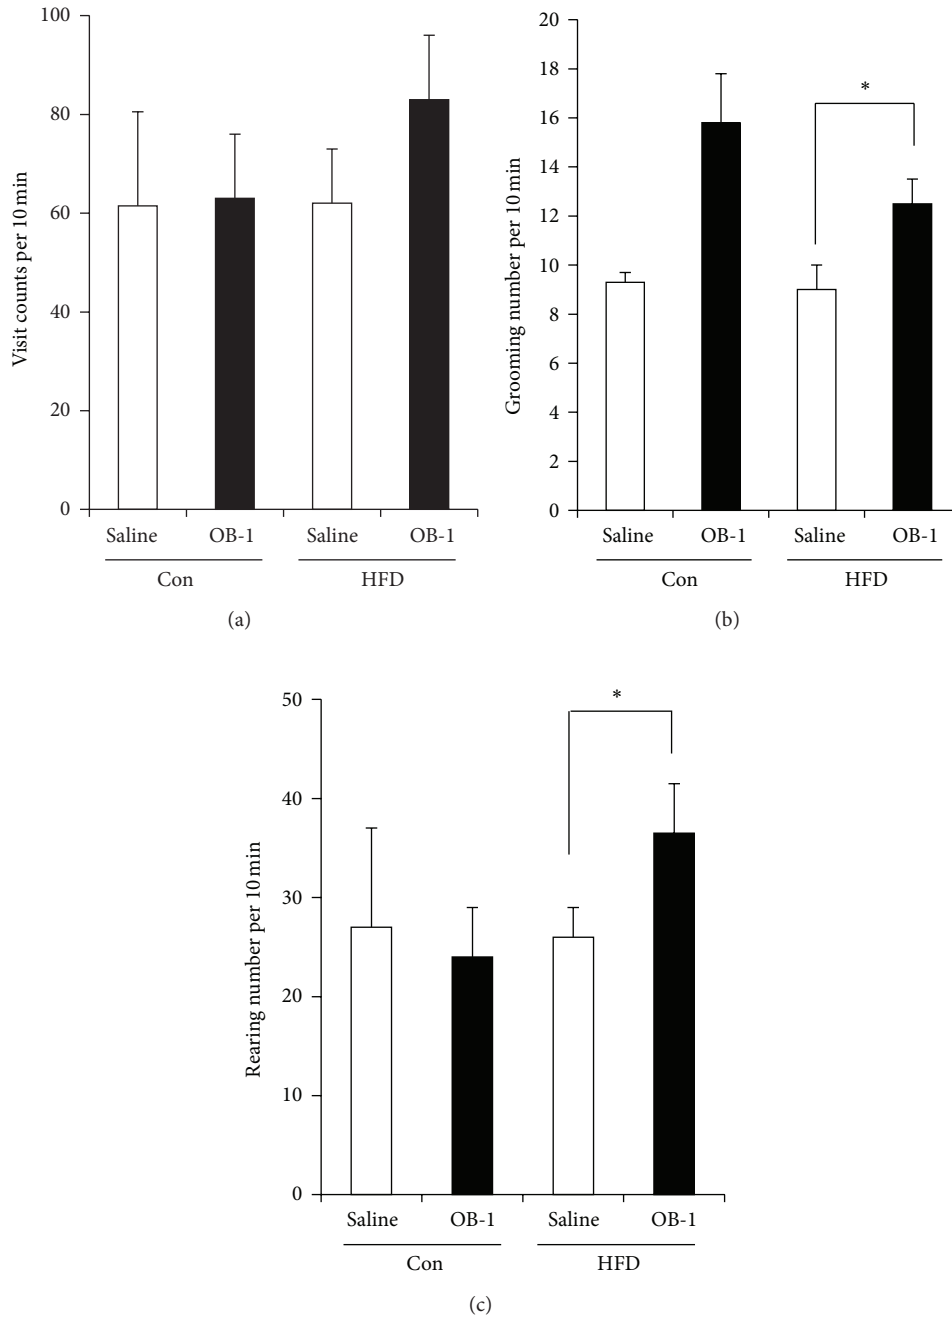 100
80
60
40
20
0
Visit counts per 10 min
Saline OB-1 Saline OB-1
Con HFD
(a)
20
18
16
14
12
10
8
6
4
2
0
Grooming number per 10 min
*
Saline OB-1 Saline OB-1
Con HFD
(b)
50
40
30
20
10
0
Rearing number per 10 min
*
Saline OB-1 Saline OB-1
Con HFD
(c)